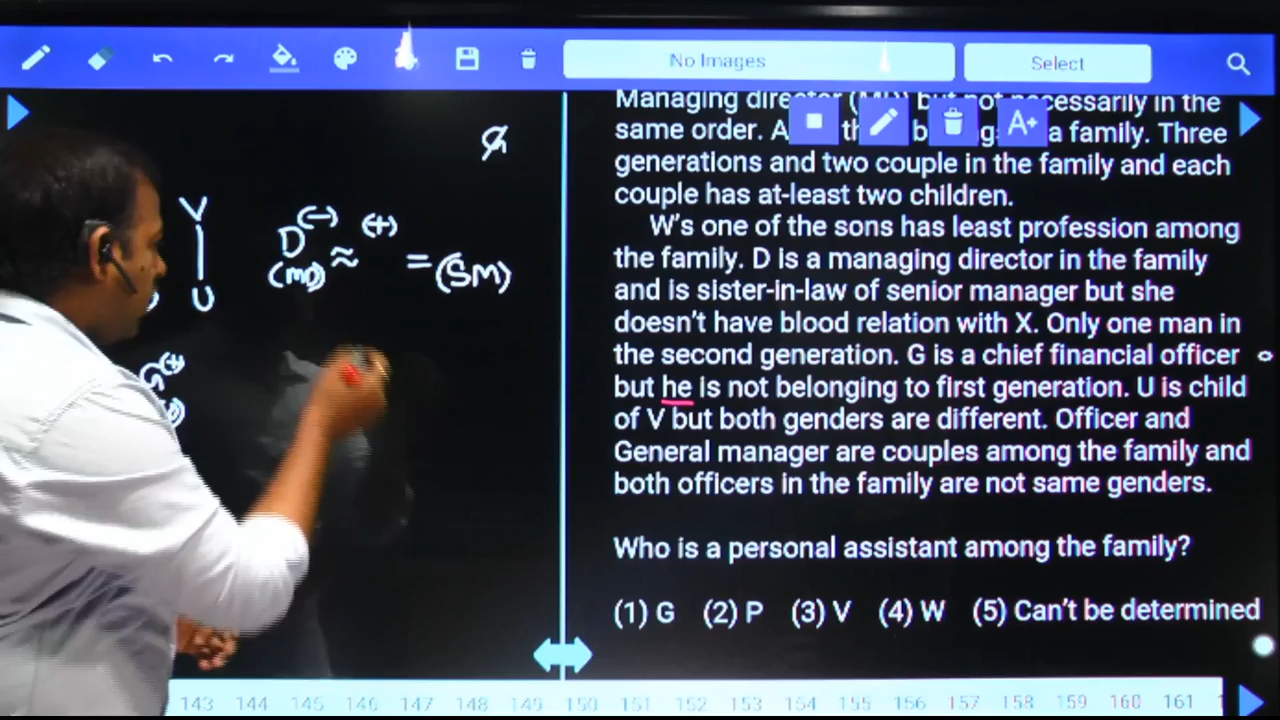 No Images
Select
Managing director (MD) but not necessarily in the
same order. A
a family. Three
generations and two couple in the family and each
couple has at-least two children.
W's one of the sons has least profession among
the family. D is a managing director in the family
and is sister-in-law of senior manager but she
doesn't have blood relation with X. Only one man in
the second generation. G is a chief financial officer
but he is not belonging to first generation. U is child
of V but both genders are different. Officer and
General manager are couples among the family and
both officers in the family are not same genders.
Who is a personal assistant among the family?
(1) G (2) P (3) V (4) W (5) Can't be determined
A+
V
U
D (-) ≈ (+) = (SM)
(MD)
G (+)
143 144 145 146 147 148 149 150 151 152 153 154 155 156 157 158 159 160 161